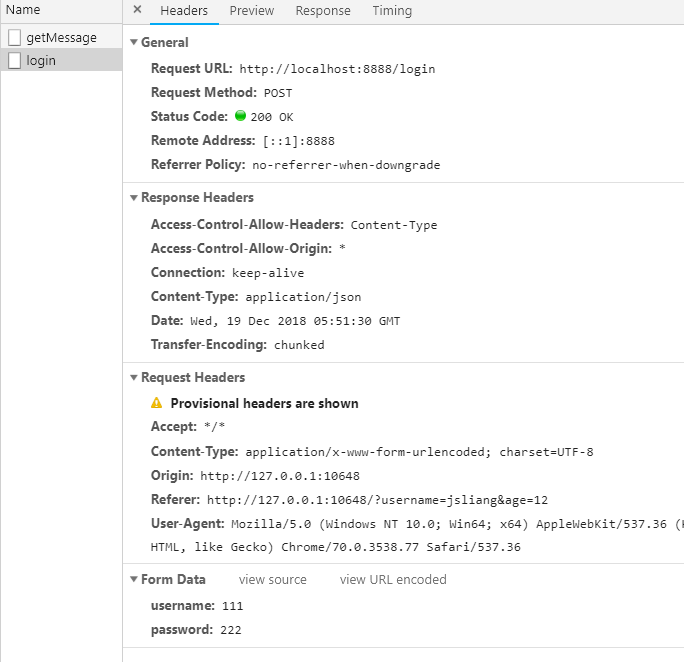 Name
× Headers Preview Response Timing
getMessage
login
General
Request URL: http://localhost:8888/login
Request Method: POST
Status Code: 200 OK
Remote Address: [::1]:8888
Referrer Policy: no-referrer-when-downgrade
Response Headers
Access-Control-Allow-Headers: Content-Type
Access-Control-Allow-Origin: *
Connection: keep-alive
Content-Type: application/json
Date: Wed, 19 Dec 2018 05:51:30 GMT
Transfer-Encoding: chunked
Request Headers
Provisional headers are shown
Accept: */*
Content-Type: application/x-www-form-urlencoded; charset=UTF-8
Origin: http://127.0.0.1:10648
Referer: http://127.0.0.1:10648/?username=jsliang&age=12
User-Agent: Mozilla/5.0 (Windows NT 10.0; Win64; x64) AppleWebKit/537.36 (
HTML, like Gecko) Chrome/70.0.3538.77 Safari/537.36
Form Data view source view URL encoded
username: 111
password: 222